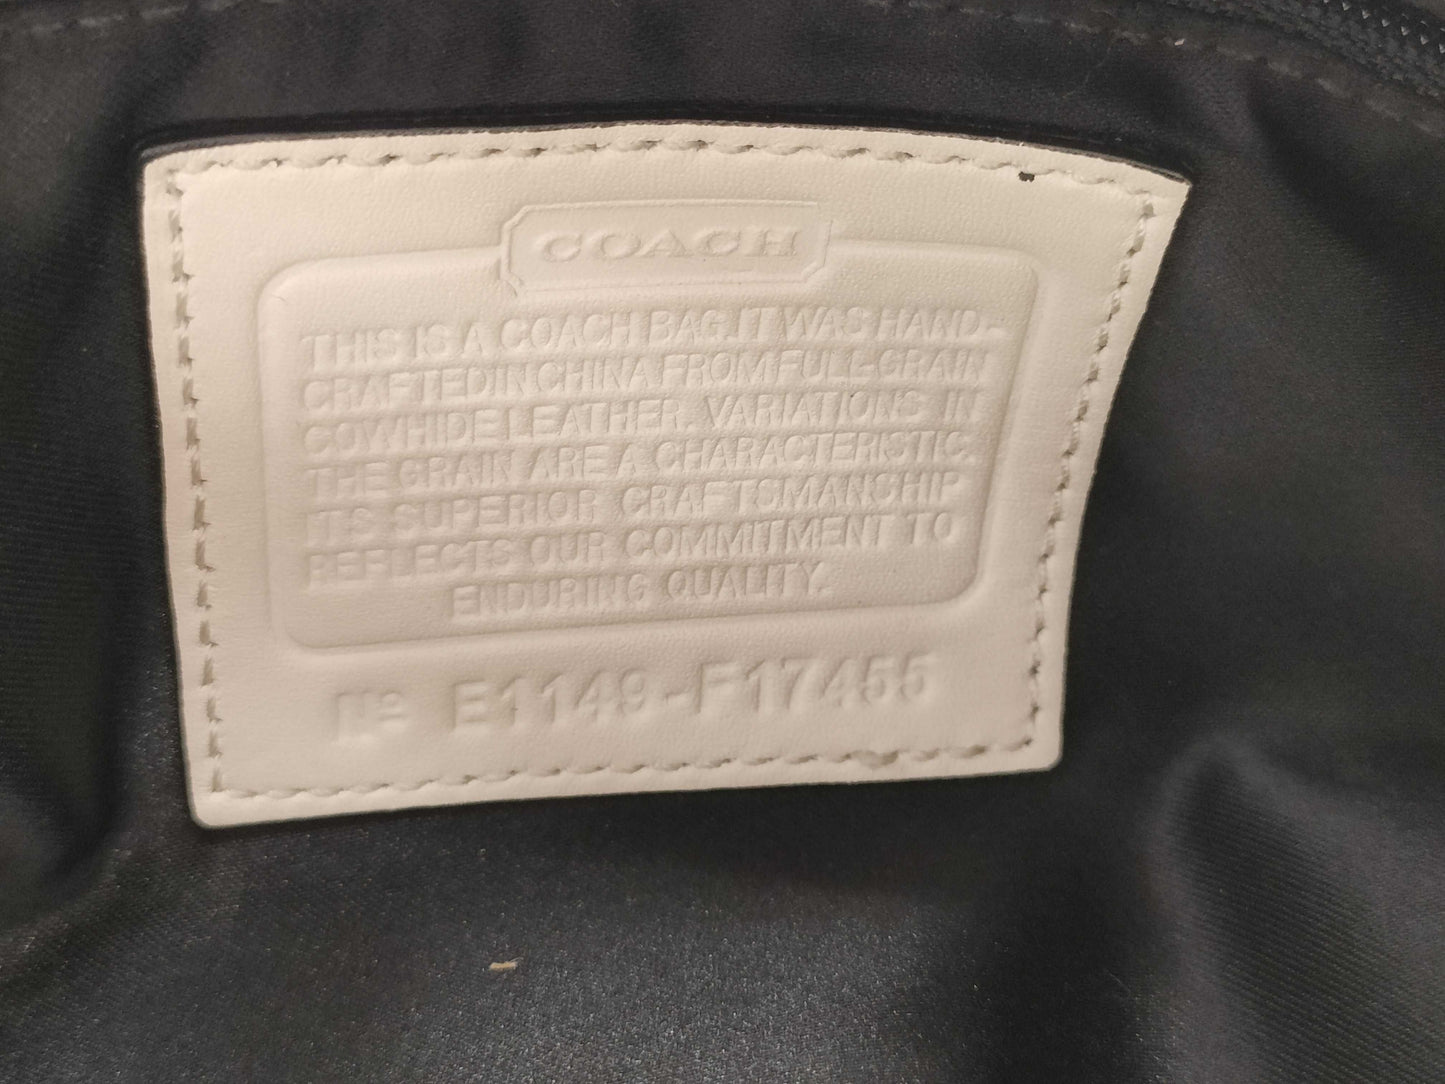 COACH
THIS IS A COACH BAG. IT WAS HAND-
CRAFTED IN CHINA FROM FULL-GRAIN
COWHIDE LEATHER. VARIATIONS IN
THE GRAIN ARE A CHARACTERISTIC.
ITS SUPERIOR CRAFTSMANSHIP
REFLECTS OUR COMMITMENT TO
ENDURING QUALITY.
Nº E1149-F17455